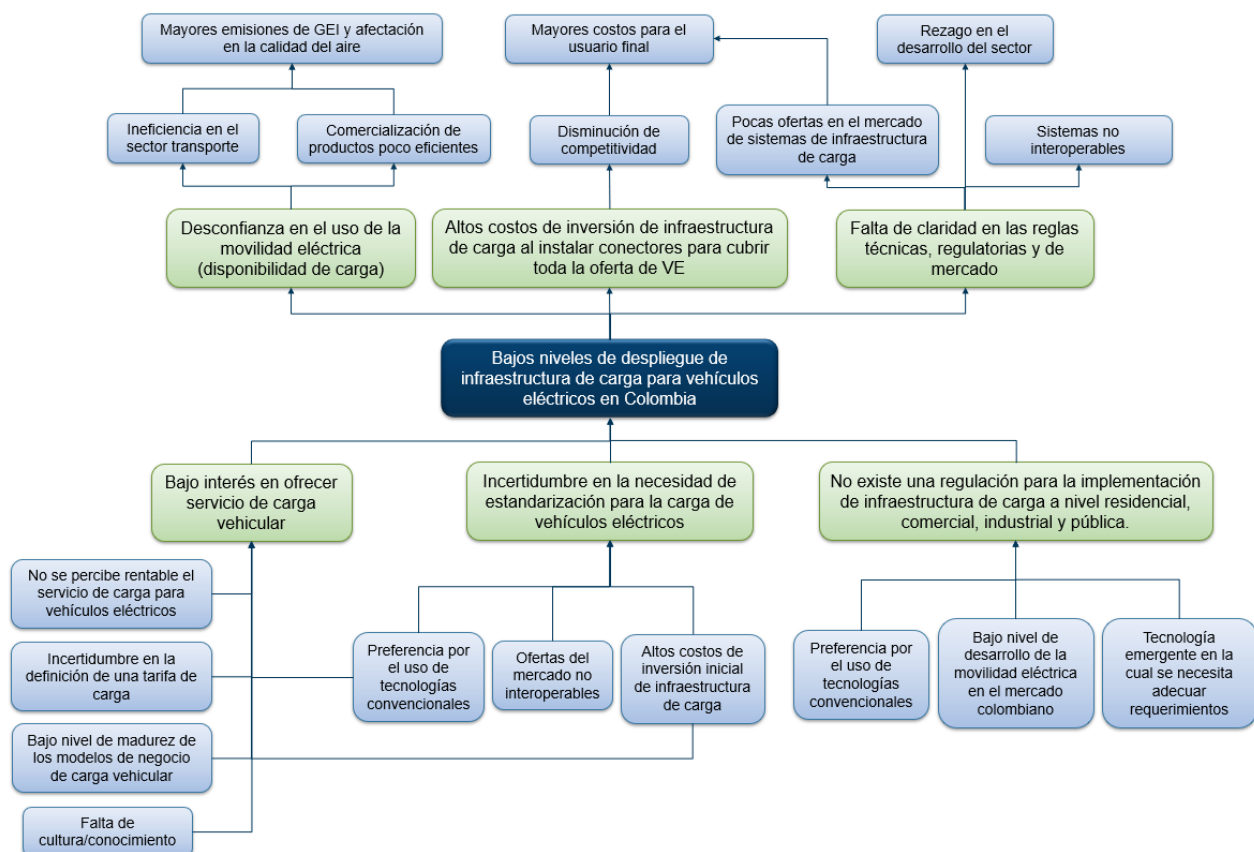 Mayores emisiones de GEI y afectación
en la calidad del aire
Mayores costos para el
usuario final
Rezago en el
desarrollo del sector
Ineficiencia en el
sector transporte
Comercialización de
productos poco eficientes
Disminución de
competitividad
Pocas ofertas en el mercado
de sistemas de infraestructura
de carga
Sistemas no
interoperables
Desconfianza en el uso de la
movilidad eléctrica
(disponibilidad de carga)
Altos costos de inversión de infraestructura
de carga al instalar conectores para cubrir
toda la oferta de VE
Falta de claridad en las reglas
técnicas, regulatorias y de
mercado
Bajos niveles de despliegue de
infraestructura de carga para vehículos
eléctricos en Colombia
Bajo interés en ofrecer
servicio de carga
vehicular
Incertidumbre en la necesidad de
estandarización para la carga de
vehículos eléctricos
No existe una regulación para la implementación
de infraestructura de carga a nivel residencial,
comercial, industrial y pública.
No se percibe rentable el
servicio de carga para
vehículos eléctricos
Incertidumbre en la
definición de una tarifa de
carga
Bajo nivel de madurez de
los modelos de negocio
de carga vehicular
Falta de
cultura/conocimiento
Preferencia por
el uso de
tecnologías
convencionales
Ofertas del
mercado no
interoperables
Altos costos de
inversión inicial
de infraestructura
de carga
Preferencia por
el uso de
tecnologías
convencionales
Bajo nivel de
desarrollo de la
movilidad eléctrica
en el mercado
colombiano
Tecnología
emergente en la
cual se necesita
adecuar
requerimientos